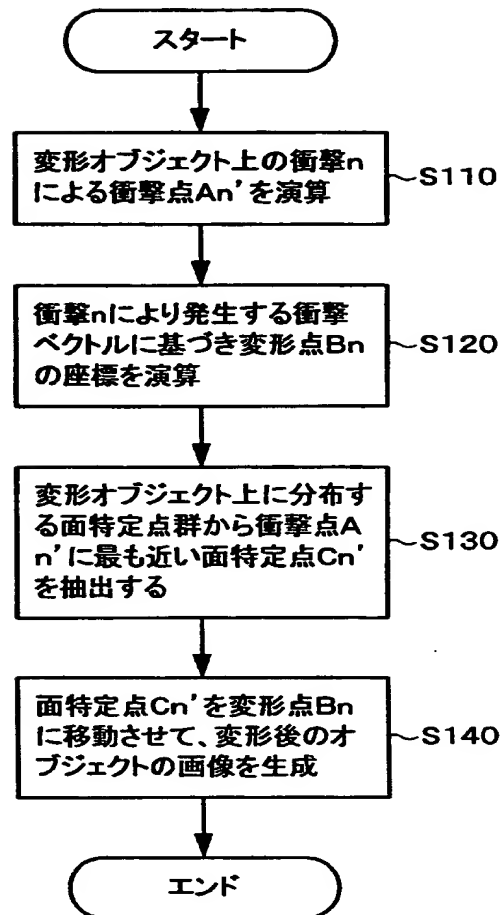 スタート
変形オブジェクト上の衝撃n
による衝撃点An'を演算
~S110
衝撃nにより発生する衝撃
ベクトルに基づき変形点Bn
の座標を演算
~S120
変形オブジェクト上に分布す
る面特定点群から衝撃点A
n'に最も近い面特定点Cn'
を抽出する
~S130
面特定点Cn'を変形点Bn
に移動させて、変形後のオ
ブジェクトの画像を生成
~S140
エンド